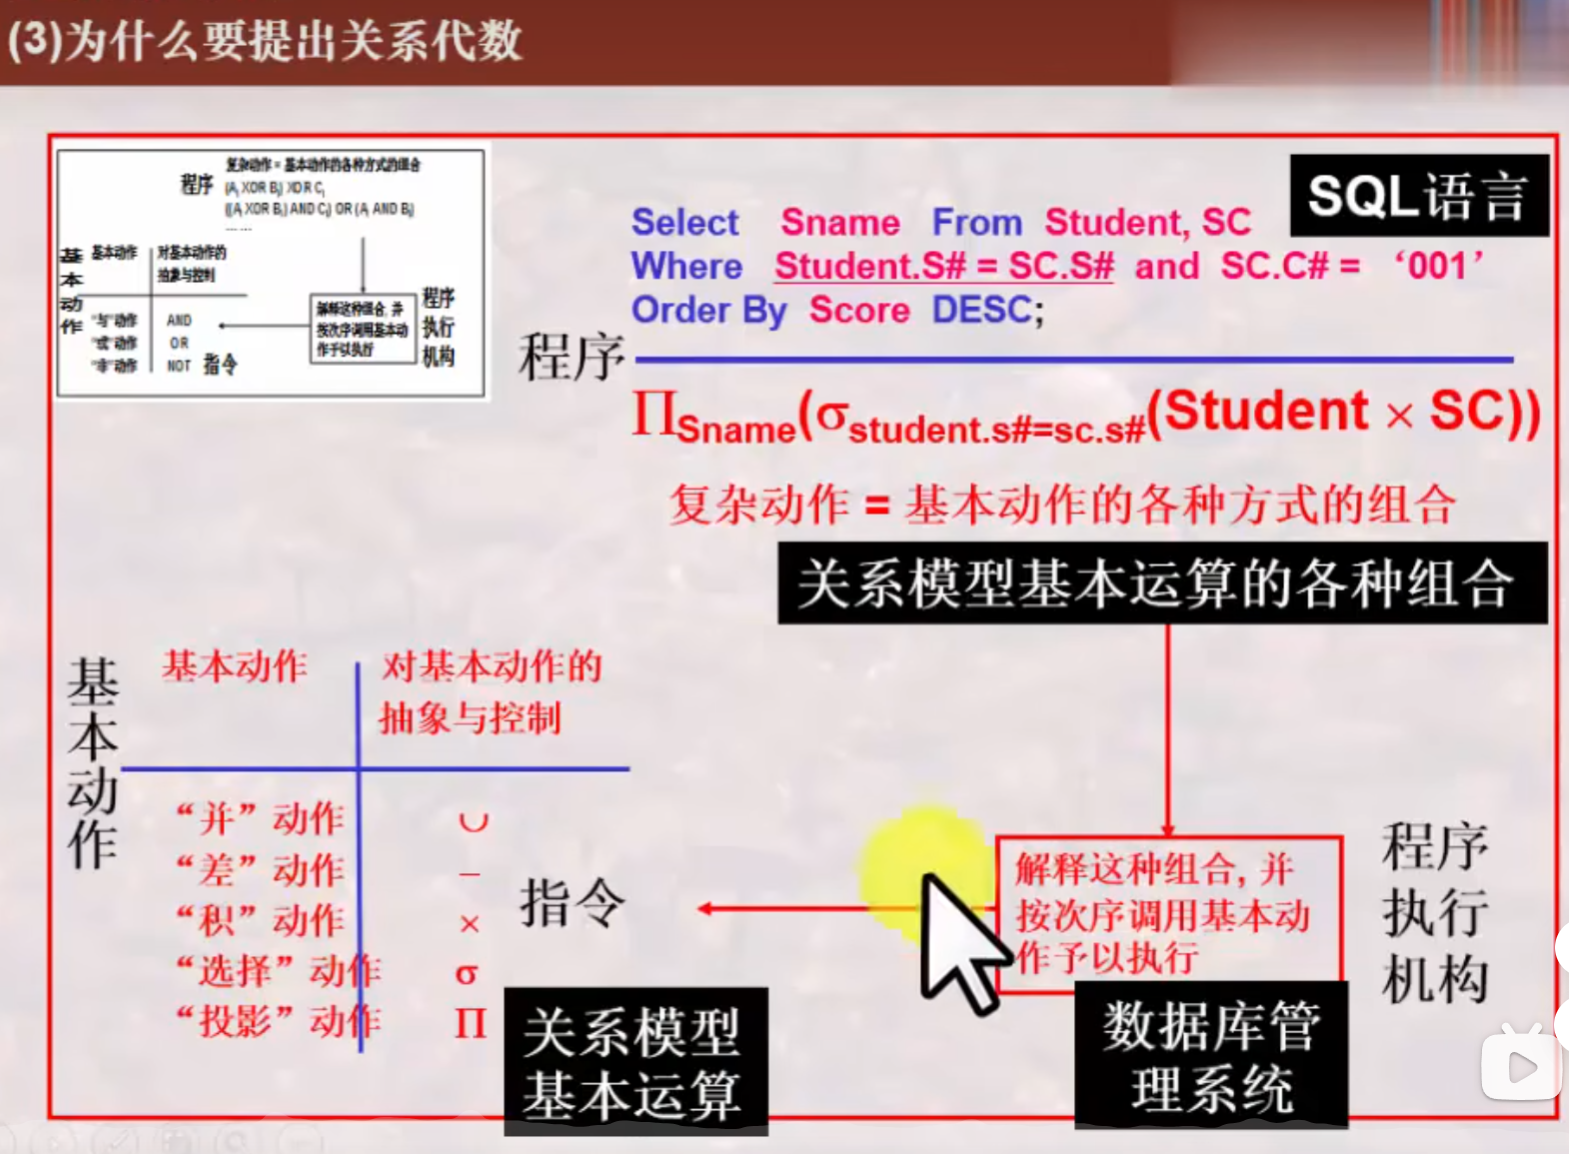 (3)为什么要提出关系代数
复杂动作 = 基本动作的各种方式的组合
程序
(Ai XOR Bi) XOR Ci
((Ai XOR Bi) AND Ci) OR (Ai AND Bi)
基本动作
基本动作
对基本动作的
抽象与控制
“与”动作 AND
“或”动作 OR
“非”动作 NOT
指令
解释这种组合, 并
按次序调用基本动
作予以执行
程序
执行
机构
SQL语言
Select Sname From Student, SC
Where Student.S# = SC.S# and SC.C# = ‘001’
Order By Score DESC;
程序
ΠSname(σstudent.s#=sc.s#(Student × SC))
复杂动作 = 基本动作的各种方式的组合
关系模型基本运算的各种组合
基本动作
基本动作
对基本动作的
抽象与控制
“并”动作 ∪
“差”动作 −
“积”动作 ×
“选择”动作 σ
“投影”动作 Π
指令
关系模型
基本运算
解释这种组合, 并
按次序调用基本动
作予以执行
程序
执行
机构
数据库管
理系统